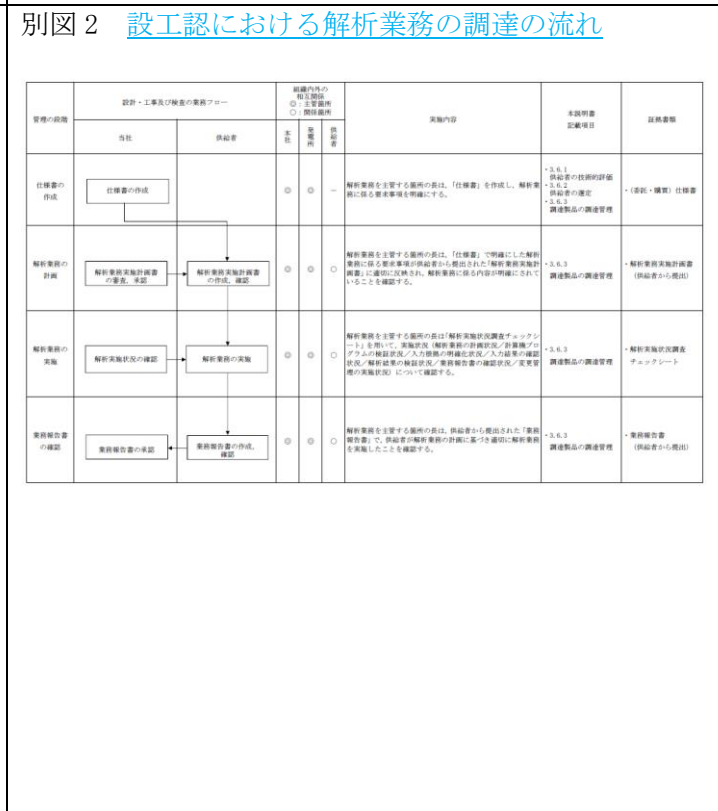 別図 2 設工認における解析業務の調達の流れ
管理の段階
設計・工事及び検査の業務フロー
当社
供給者
組織内外の
相互関係
◎：主管箇所
○：関係箇所
本社
発電所
供給者
実施内容
本説明書
記載項目
証拠書類
仕様書の
作成
仕様書の作成
◎
◎
－
解析業務を主管する箇所の長は、「仕様書」を作成し、解析業
務に係る要求事項を明確にする。
・3.6.1
供給者の技術的評価
・3.6.2
供給者の選定
・3.6.3
調達製品の調達管理
・（委託・購買）仕様書
解析業務の
計画
解析業務実施計画書
の審査、承認
解析業務実施計画書
の作成、確認
◎
◎
○
解析業務を主管する箇所の長は、「仕様書」で明確にした解析
業務に係る要求事項が供給者から提出された「解析業務実施計
画書」に適切に反映され、解析業務に係る内容が明確にされて
いることを確認する。
・3.6.3
調達製品の調達管理
・解析業務実施計画書
（供給者から提出）
解析業務の
実施
解析実施状況の確認
解析業務の実施
◎
◎
○
解析業務を主管する箇所の長は「解析実施状況調査チェックシ
ート」を用いて、実施状況（解析業務の計画状況／計算機プロ
グラムの検証状況／入力根拠の明確化状況／入力結果の確認
状況／解析結果の検証状況／業務報告書の確認状況／変更管
理の実施状況）について確認する。
・3.6.3
調達製品の調達管理
・解析実施状況調査
チェックシート
業務報告書
の確認
業務報告書の承認
業務報告書の作成、
確認
◎
◎
○
解析業務を主管する箇所の長は、供給者から提出された「業務
報告書」で、供給者が解析業務の計画に基づき適切に解析業務
を実施したことを確認する。
・3.6.3
調達製品の調達管理
・業務報告書
（供給者から提出）